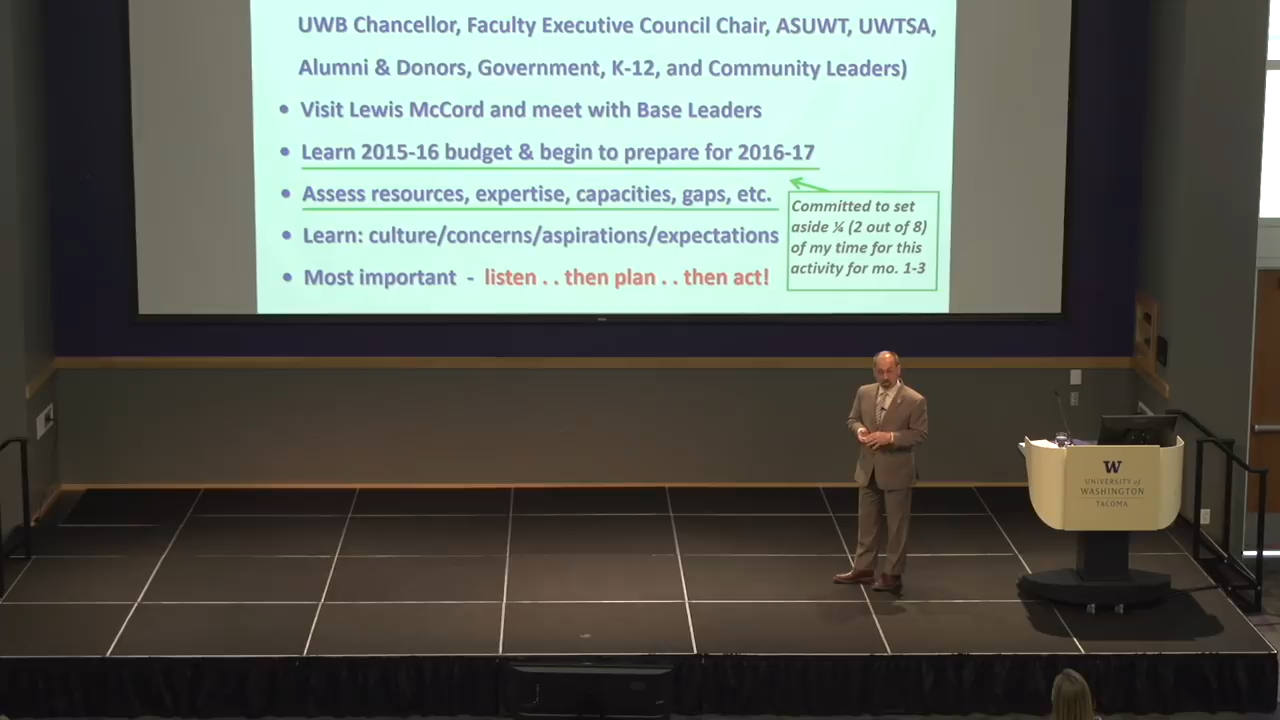 UWB Chancellor, Faculty Executive Council Chair, ASUWT, UWTSA,
Alumni & Donors, Government, K-12, and Community Leaders)
• Visit Lewis McCord and meet with Base Leaders
• Learn 2015-16 budget & begin to prepare for 2016-17
• Assess resources, expertise, capacities, gaps, etc.
• Learn: culture/concerns/aspirations/expectations
• Most important - listen . . then plan . . then act!
Committed to set
aside ¼ (2 out of 8)
of my time for this
activity for mo. 1-3
W
UNIVERSITY of
WASHINGTON
TACOMA